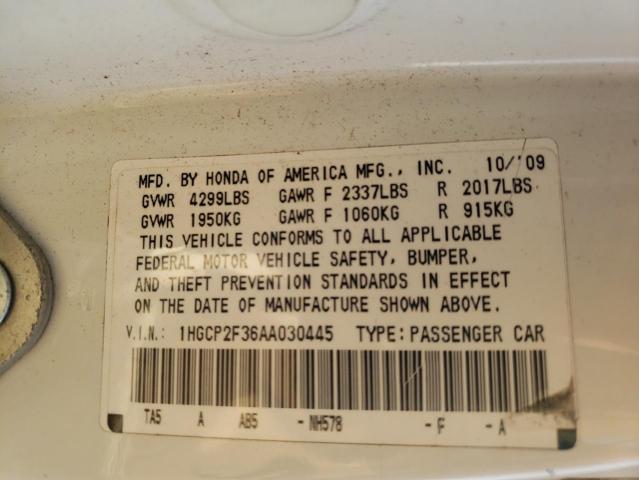 MFD. BY HONDA OF AMERICA MFG., INC. 10/'09
GVWR 4299LBS GAWR F 2337LBS R 2017LBS
GVWR 1950KG GAWR F 1060KG R 915KG
THIS VEHICLE CONFORMS TO ALL APPLICABLE
FEDERAL MOTOR VEHICLE SAFETY, BUMPER,
AND THEFT PREVENTION STANDARDS IN EFFECT
ON THE DATE OF MANUFACTURE SHOWN ABOVE.
V.I.N.: 1HGCP2F36AA030445 TYPE: PASSENGER CAR
TA5 A AB5 - NH578 - F - A